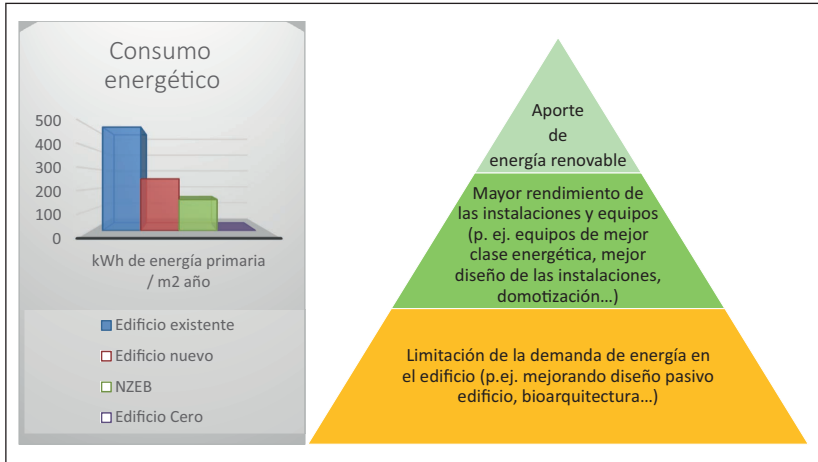 Consumo
energético
500
400
300
200
100
0
kWh de energía primaria
/ m2 año
Edificio existente
Edificio nuevo
NZEB
Edificio Cero
Aporte
de
energía renovable
Mayor rendimiento de
las instalaciones y equipos
(p. ej. equipos de mejor
clase energética, mejor
diseño de las instalaciones,
domotización...)
Limitación de la demanda de energía en
el edificio (p.ej. mejorando diseño pasivo
edificio, bioarquitectura...)